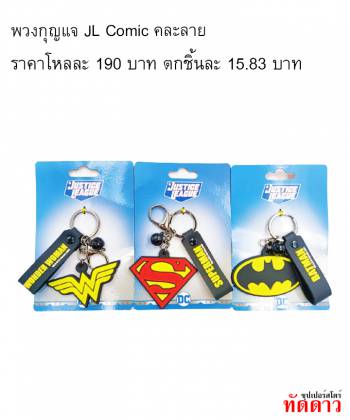 พวงกุญแจ JL Comic คละลาย
ราคาโหลละ 190 บาท ตกชิ้นละ 15.83 บาท
JUSTICE LEAGUE
JUSTICE LEAGUE
JUSTICE LEAGUE
WONDER WOMAN
SUPERMAN
BATMAN
DC
DC
ซุปเปอร์สโตร์
ทัดดาว